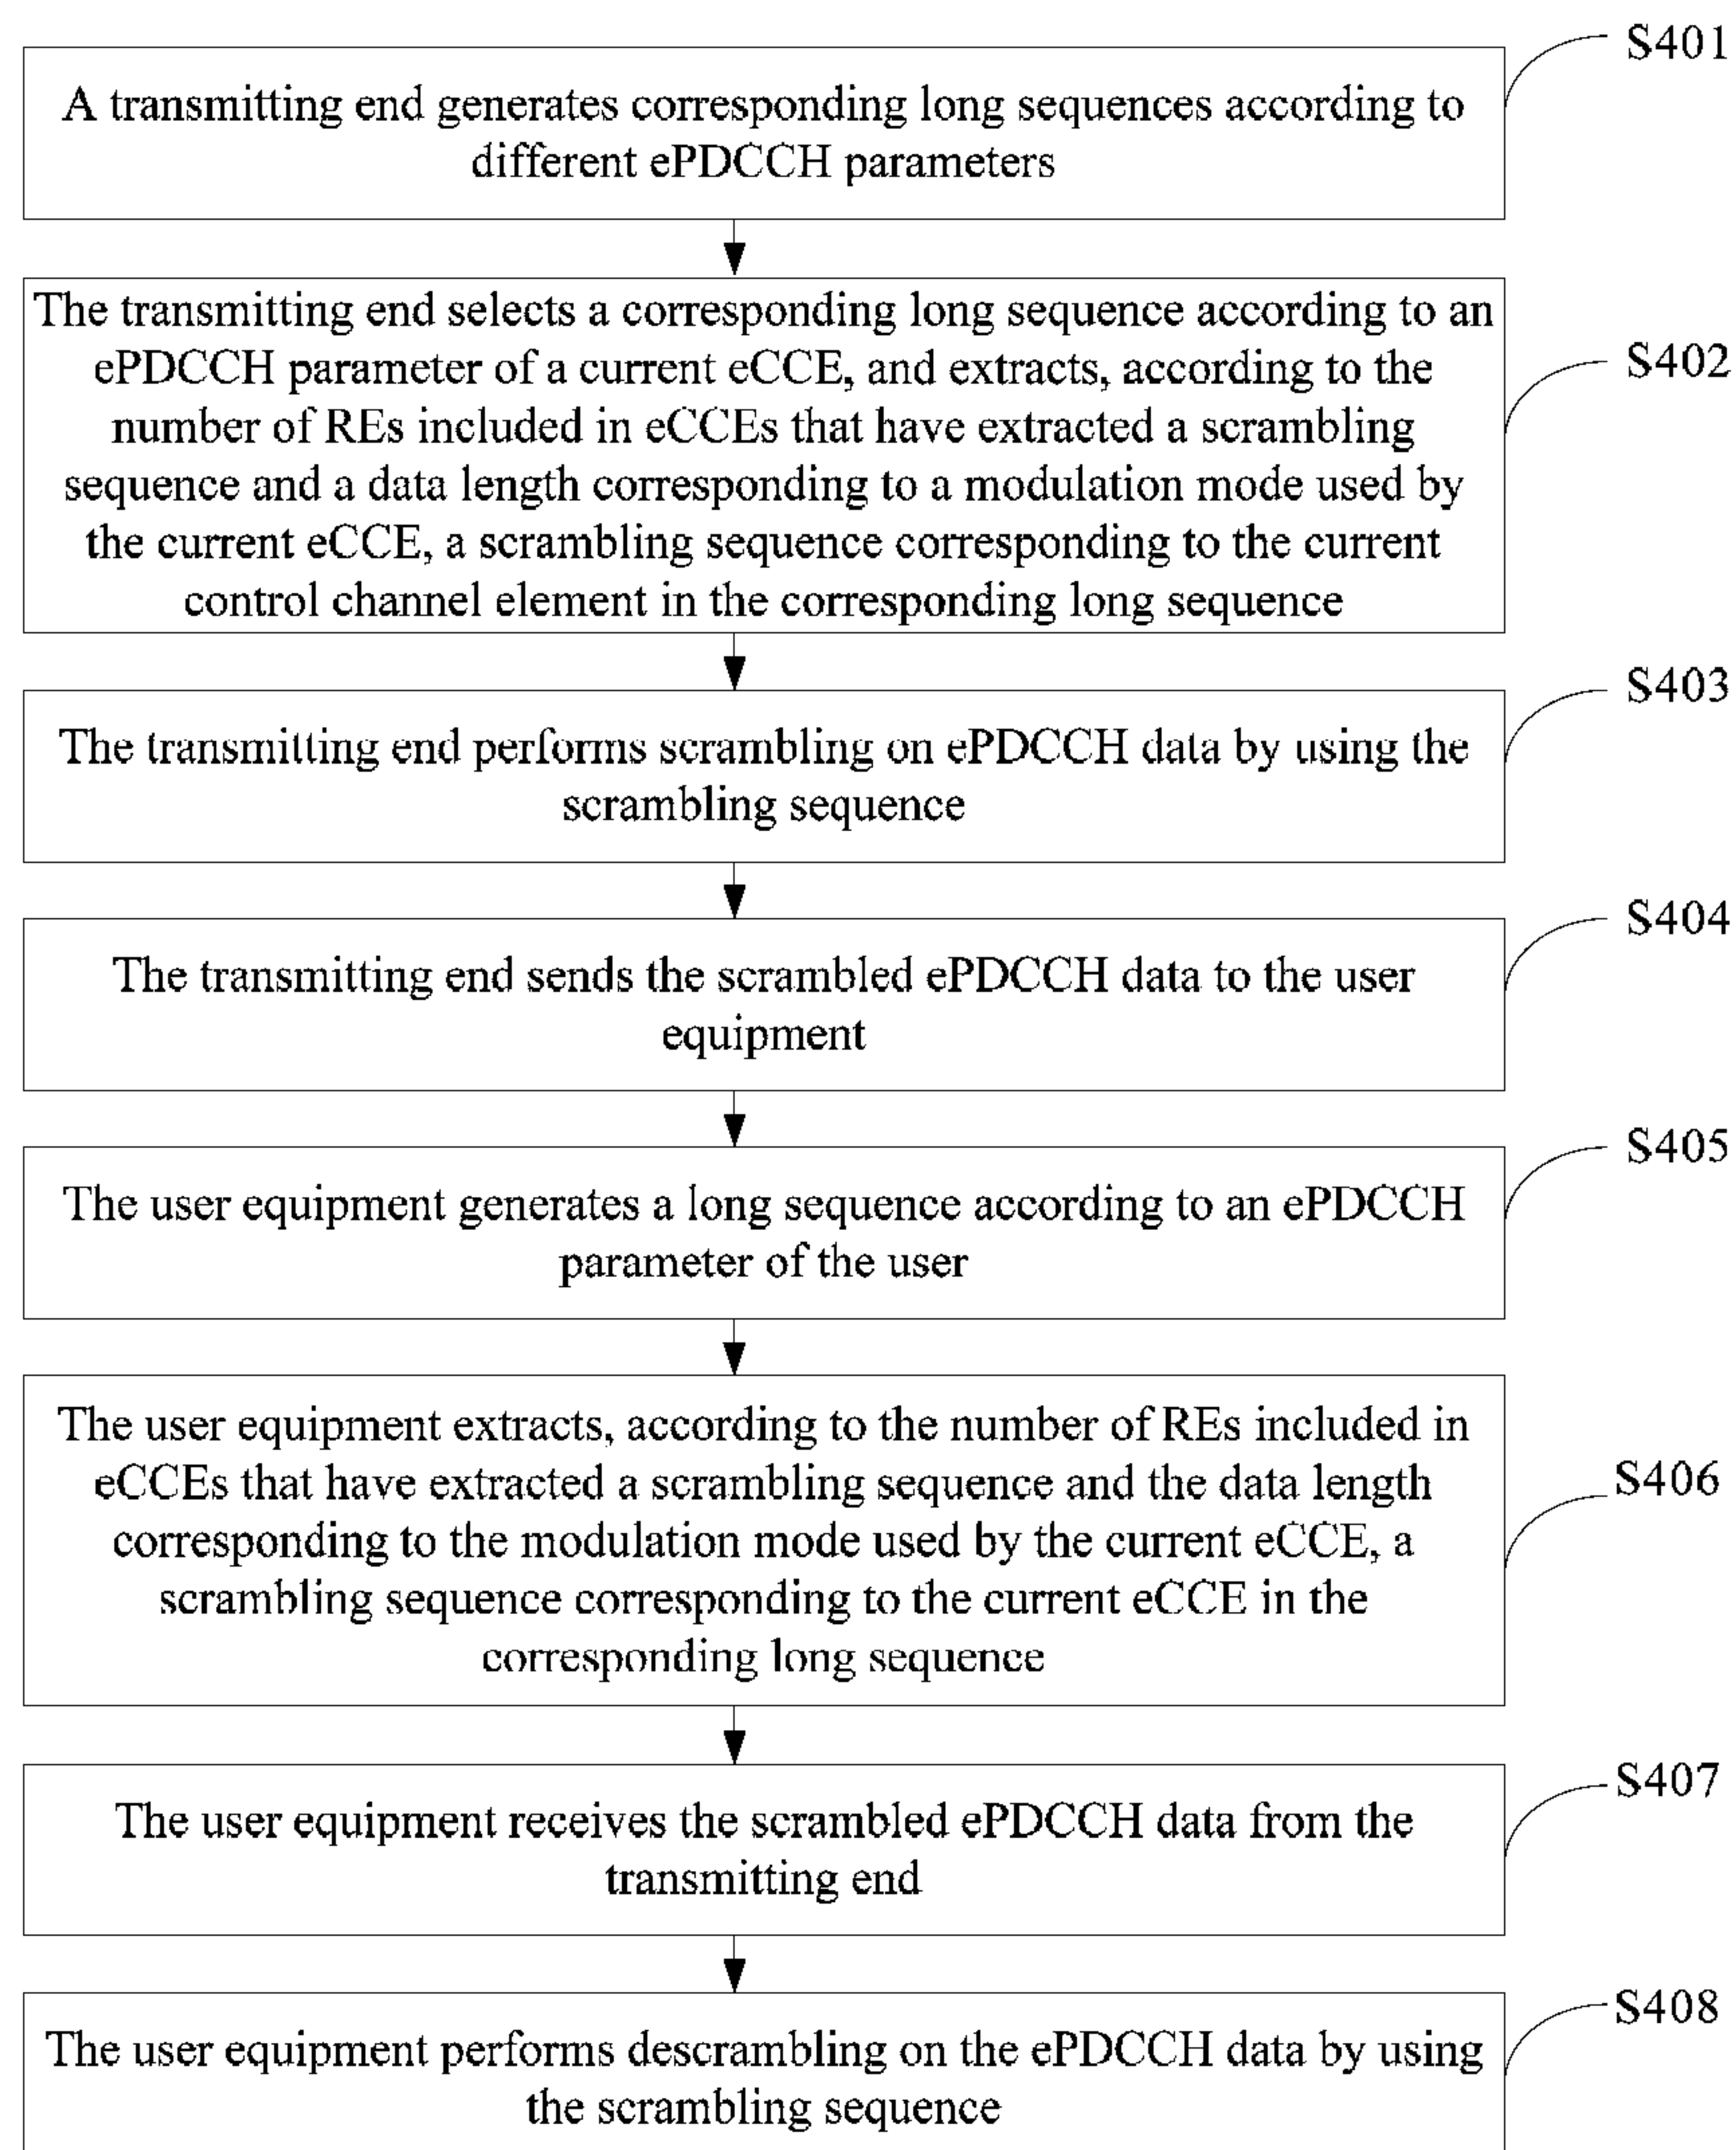 S401
A transmitting end generates corresponding long sequences according to
different ePDCCH parameters
The transmitting end selects a corresponding long sequence according to an
ePDCCH parameter of a current eCCE, and extracts, according to the
number of REs included in eCCEs that have extracted a scrambling
sequence and a data length corresponding to a modulation mode used by
the current eCCE, a scrambling sequence corresponding to the current
control channel element in the corresponding long sequence
S402
S403
The transmitting end performs scrambling on ePDCCH data by using the
scrambling sequence
S404
The transmitting end sends the scrambled ePDCCH data to the user
equipment
S405
The user equipment generates a long sequence according to an ePDCCH
parameter of the user
The user equipment extracts, according to the number of REs included in
eCCEs that have extracted a scrambling sequence and the data length
corresponding to the modulation mode used by the current eCCE, a
scrambling sequence corresponding to the current eCCE in the
corresponding long sequence
S406
S407
The user equipment receives the scrambled ePDCCH data from the
transmitting end
S408
The user equipment performs descrambling on the ePDCCH data by using
the scrambling sequence